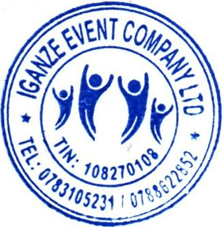 IGANZE EVENT COMPANY LTD
TIN: 108270108
TEL: 0783105231 / 0788622852